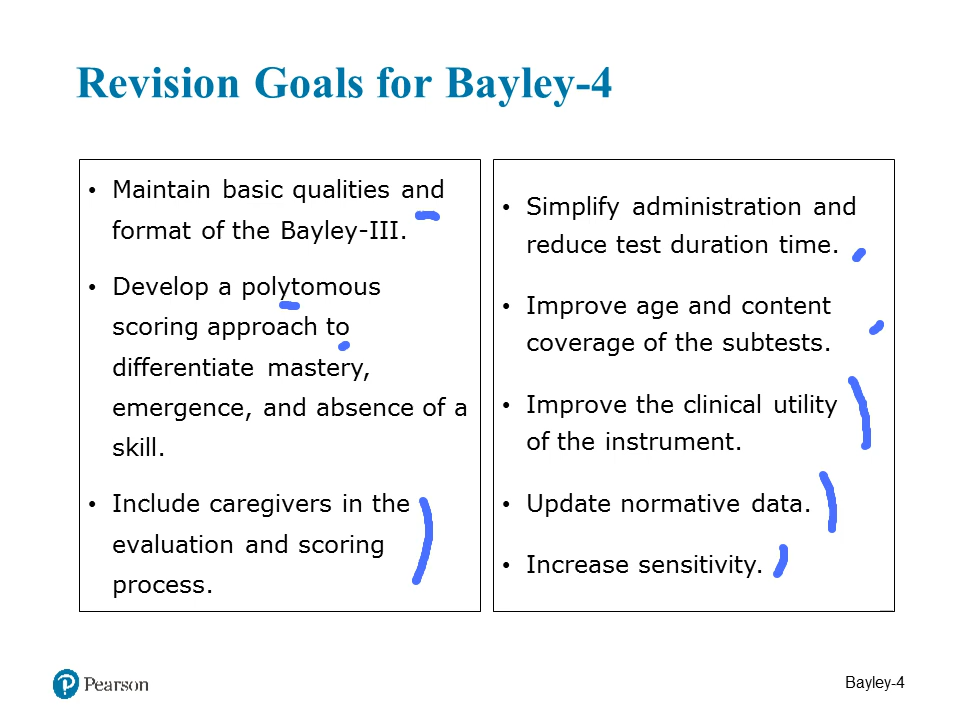 Revision Goals for Bayley-4
• Maintain basic qualities and
format of the Bayley-III.
• Develop a polytomous
scoring approach to
differentiate mastery,
emergence, and absence of a
skill.
• Include caregivers in the
evaluation and scoring
process.
• Simplify administration and
reduce test duration time.
• Improve age and content
coverage of the subtests.
• Improve the clinical utility
of the instrument.
• Update normative data.
• Increase sensitivity.
P Pearson
Bayley-4